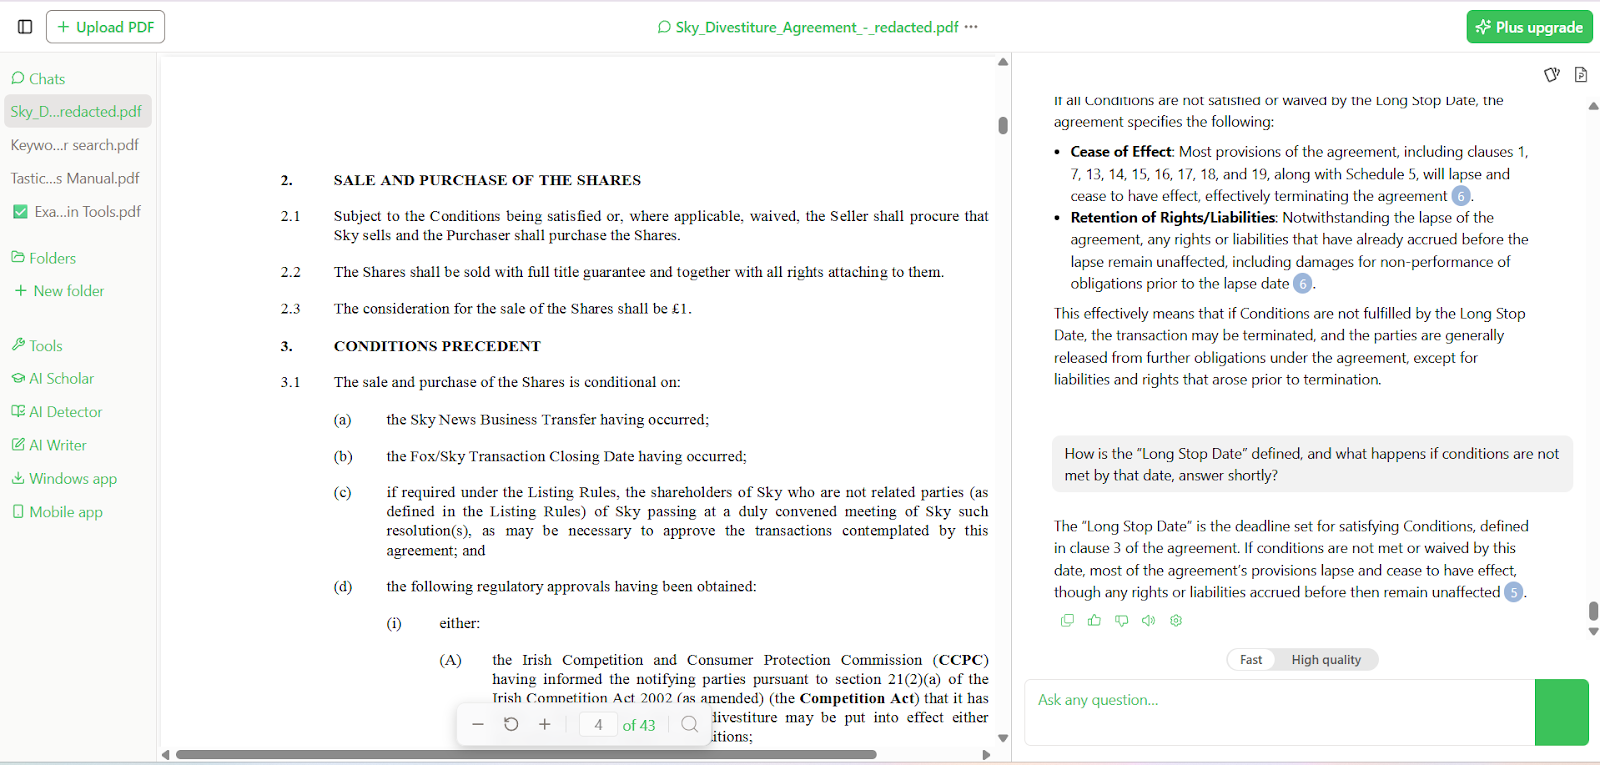 + Upload PDF
Sky_Divestiture_Agreement_-_redacted.pdf ···
Plus upgrade
Chats
Sky_D...redacted.pdf
Keywo...r search.pdf
Tastic...s Manual.pdf
Exa...in Tools.pdf
Folders
+ New folder
Tools
AI Scholar
AI Detector
AI Writer
Windows app
Mobile app
2. SALE AND PURCHASE OF THE SHARES
2.1 Subject to the Conditions being satisfied or, where applicable, waived, the Seller shall procure that
Sky sells and the Purchaser shall purchase the Shares.
2.2 The Shares shall be sold with full title guarantee and together with all rights attaching to them.
2.3 The consideration for the sale of the Shares shall be £1.
3. CONDITIONS PRECEDENT
3.1 The sale and purchase of the Shares is conditional on:
(a) the Sky News Business Transfer having occurred;
(b) the Fox/Sky Transaction Closing Date having occurred;
(c) if required under the Listing Rules, the shareholders of Sky who are not related parties (as
defined in the Listing Rules) of Sky passing at a duly convened meeting of Sky such
resolution(s), as may be necessary to approve the transactions contemplated by this
agreement; and
(d) the following regulatory approvals having been obtained:
(i) either:
(A) the Irish Competition and Consumer Protection Commission (CCPC)
having informed the notifying parties pursuant to section 21(2)(a) of the
Irish Competition Act 2002 (as amended) (the Competition Act) that it has
divestiture may be put into effect either
itions;
− + 4 of 43
If all Conditions are not satisfied or waived by the Long Stop Date, the
agreement specifies the following:
• Cease of Effect: Most provisions of the agreement, including clauses 1,
7, 13, 14, 15, 16, 17, 18, and 19, along with Schedule 5, will lapse and
cease to have effect, effectively terminating the agreement 6.
• Retention of Rights/Liabilities: Notwithstanding the lapse of the
agreement, any rights or liabilities that have already accrued before the
lapse remain unaffected, including damages for non-performance of
obligations prior to the lapse date 6.
This effectively means that if Conditions are not fulfilled by the Long Stop
Date, the transaction may be terminated, and the parties are generally
released from further obligations under the agreement, except for
liabilities and rights that arose prior to termination.
How is the "Long Stop Date" defined, and what happens if conditions are not
met by that date, answer shortly?
The "Long Stop Date" is the deadline set for satisfying Conditions, defined
in clause 3 of the agreement. If conditions are not met or waived by this
date, most of the agreement's provisions lapse and cease to have effect,
though any rights or liabilities accrued before then remain unaffected 5.
Fast High quality
Ask any question...